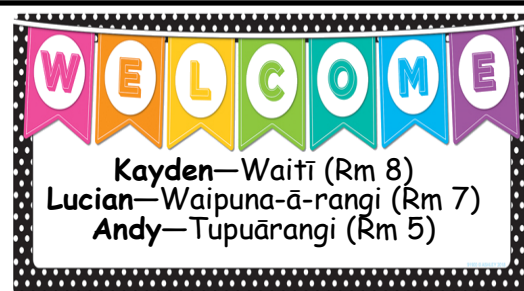 WELCOME
Kayden—Waitī (Rm 8)
Lucian—Waipuna-ā-rangi (Rm 7)
Andy—Tupuārangi (Rm 5)